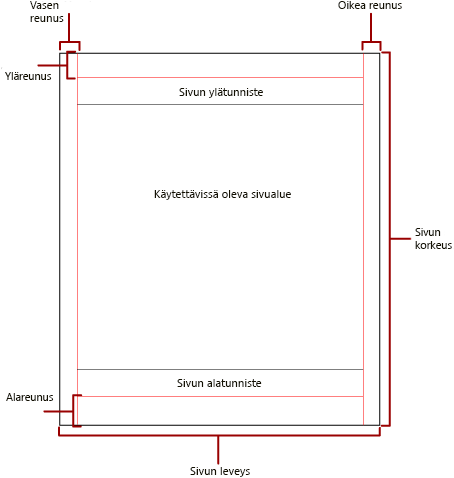 Vasen
reunus
Oikea reunus
Yläreunus
Sivun ylätunniste
Käytettävissä oleva sivualue
Sivun
korkeus
Sivun alatunniste
Alareunus
Sivun leveys